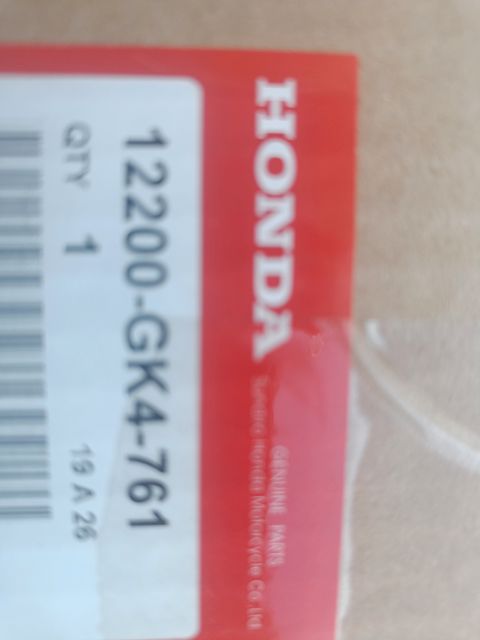 HONDA
GENUINE PARTS
Sundiro Honda Motorcycle Co.,Ltd
12200-GK4-761
QTY 1 19 A 26